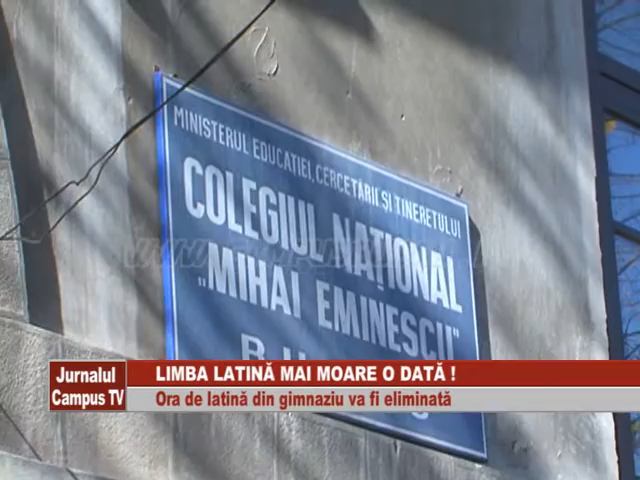 MINISTERUL EDUCAȚIEI, CERCETĂRII ȘI TINERETULUI
COLEGIUL NAȚIONAL
"MIHAI EMINESCU"
Jurnalul
Campus TV
LIMBA LATINĂ MAI MOARE O DATĂ !
Ora de latină din gimnaziu va fi eliminată